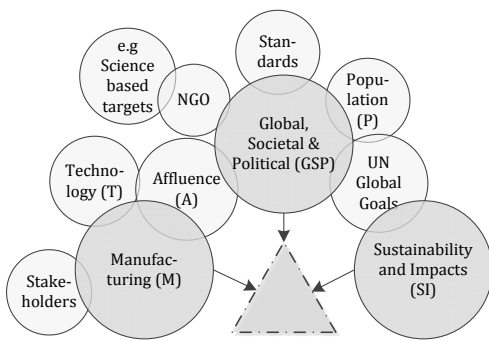 e.g
Science
based
targets
NGO
Stan-
dards
Popu-
lation
(P)
Global,
Societal &
Political (GSP)
Techno-
logy (T)
Affluence
(A)
UN
Global
Goals
Manufac-
turing (M)
Sustainability
and Impacts
(SI)
Stake-
holders